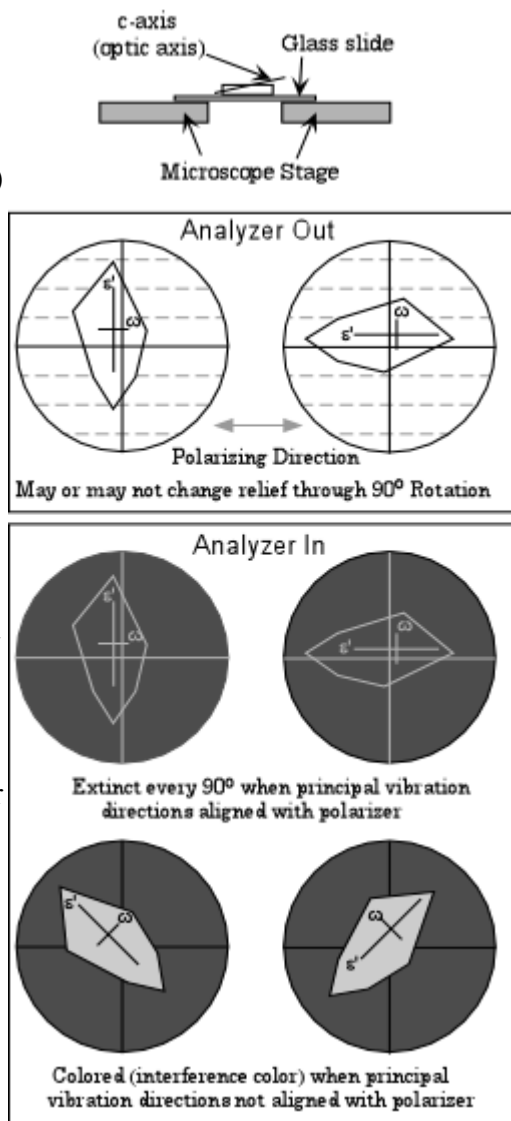 c-axis
(optic axis)
Glass slide
Microscope Stage
)
Analyzer Out
ε' ω
ε' ω
Polarizing Direction
May or may not change relief through 90º Rotation
Analyzer In
ε' ω
ε' ω
Extinct every 90º when principal vibration
directions aligned with polarizer
ε' ω
ω ε'
Colored (interference color) when principal
vibration directions not aligned with polarizer